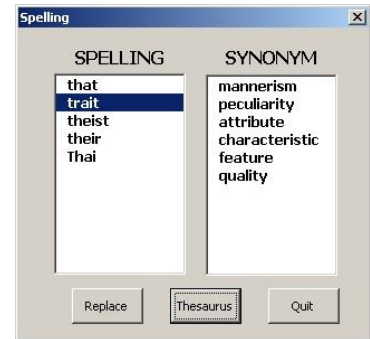 Spelling
SPELLING SYNONYM
that
trait
theist
their
Thai
mannerism
peculiarity
attribute
characteristic
feature
quality
Replace Thesaurus Quit